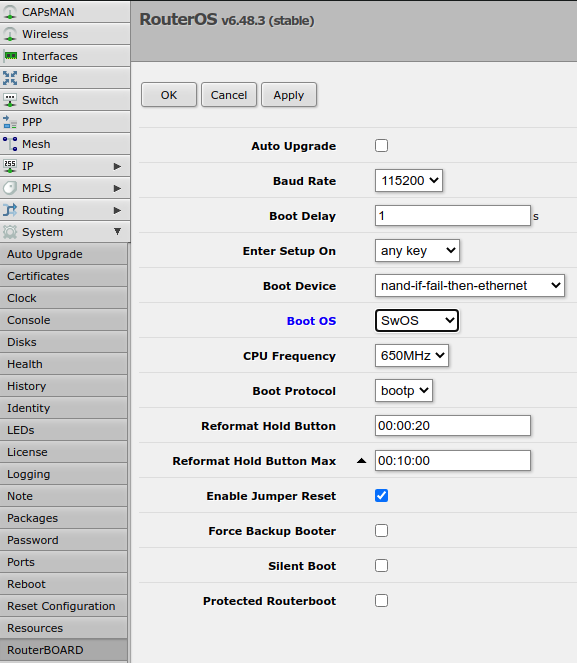 CAPsMAN
Wireless
Interfaces
Bridge
Switch
PPP
Mesh
255
IP
MPLS
Routing
System
Auto Upgrade
Certificates
Clock
Console
Disks
Health
History
Identity
LEDs
License
Logging
Note
Packages
Password
Ports
Reboot
Reset Configuration
Resources
RouterBOARD
RouterOS v6.48.3 (stable)
OK Cancel Apply
Auto Upgrade
Baud Rate 115200
Boot Delay 1 s
Enter Setup On any key
Boot Device nand-if-fail-then-ethernet
Boot OS SwOS
CPU Frequency 650MHz
Boot Protocol bootp
Reformat Hold Button 00:00:20
Reformat Hold Button Max 00:10:00
Enable Jumper Reset
Force Backup Booter
Silent Boot
Protected Routerboot